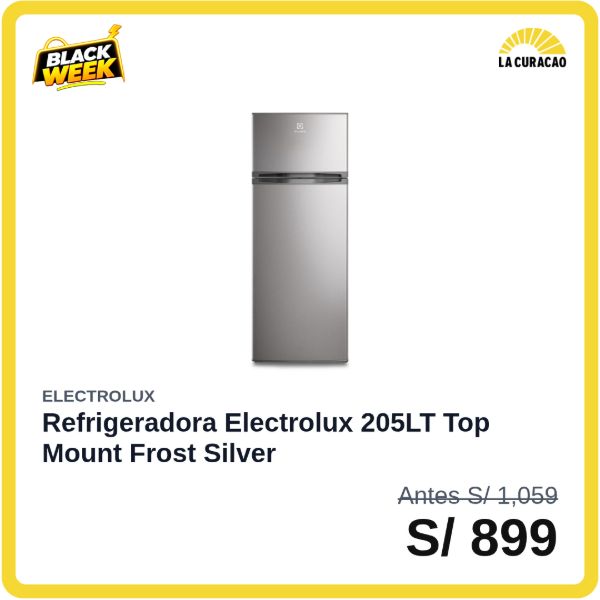 BLACK
WEEK
LA CURACAO
ELECTROLUX
Refrigeradora Electrolux 205LT Top
Mount Frost Silver
Antes S/ 1,059
S/ 899